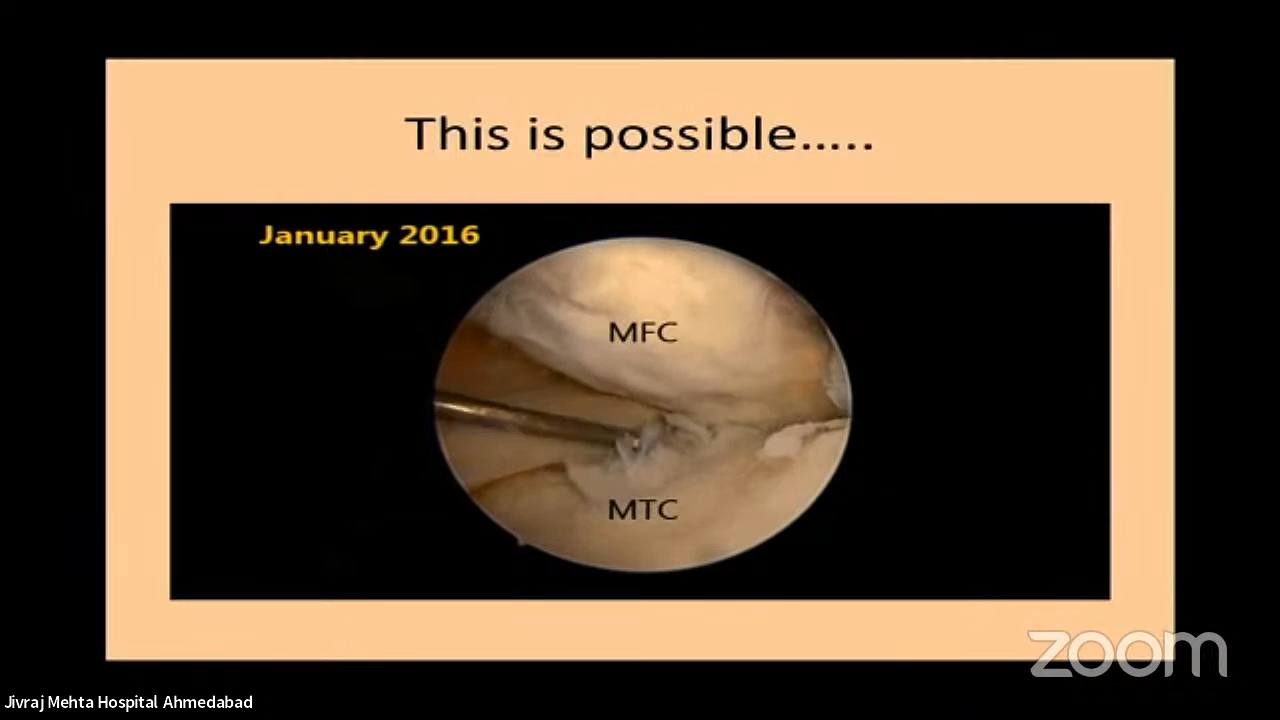 This is possible.....
January 2016
MFC
MTC
zoom
Jivraj Mehta Hospital Ahmedabad